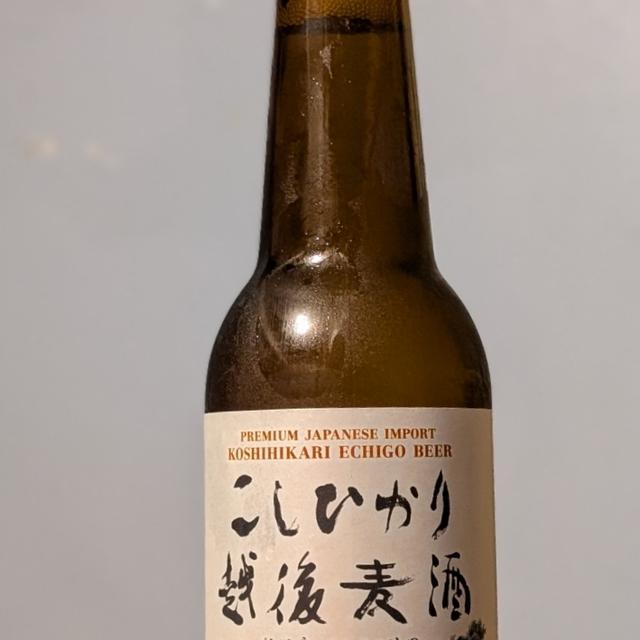 PREMIUM JAPANESE IMPORT
KOSHIHIKARI ECHIGO BEER
こしひかり
越後麦酒